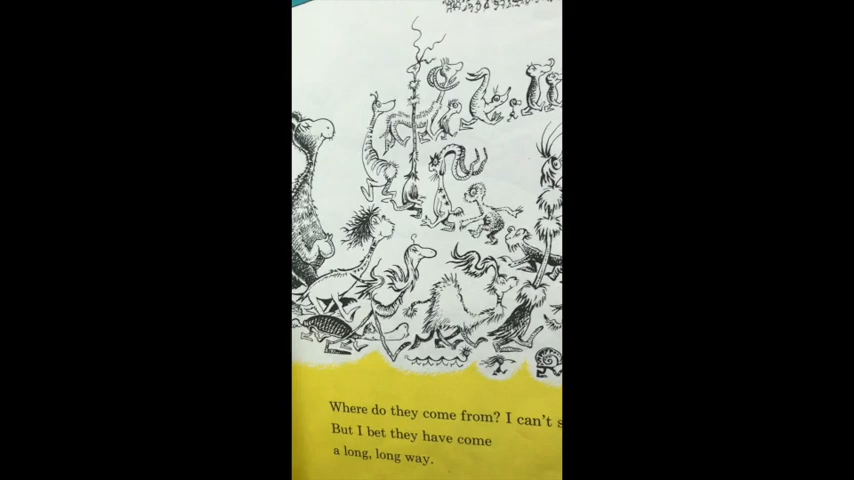 Where do they come from? I can't s
But I bet they have come
a long, long way.